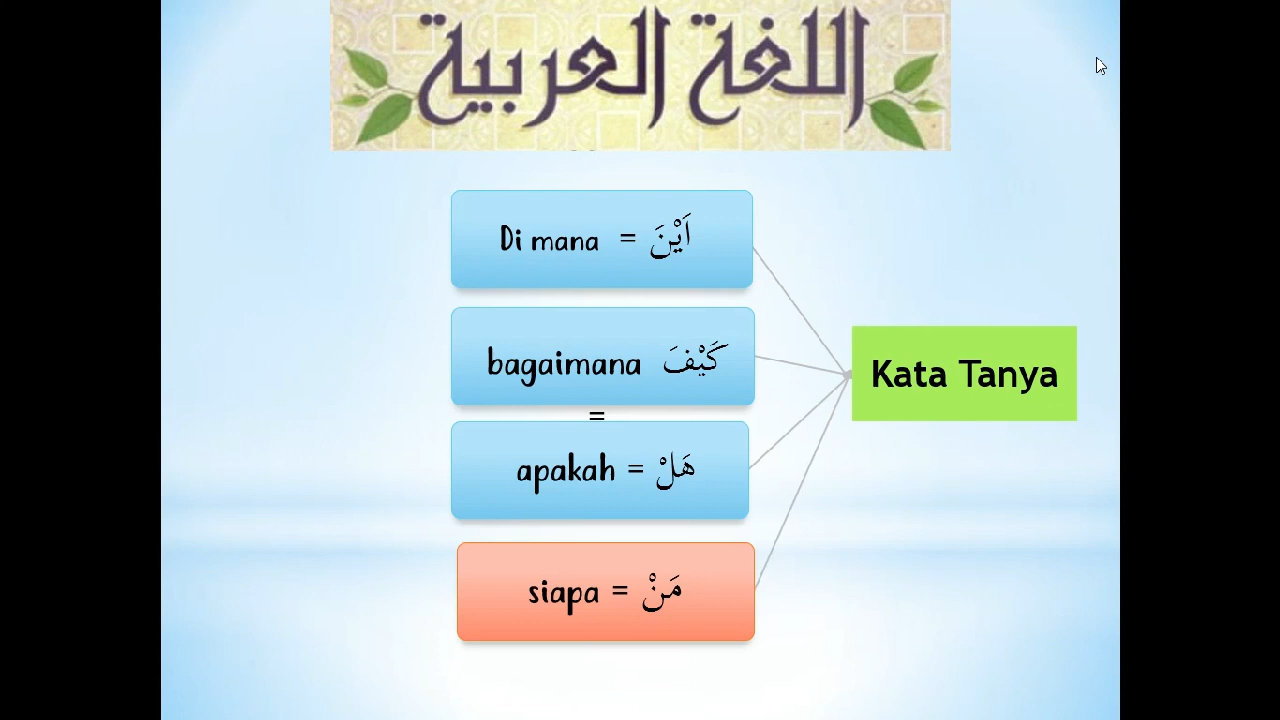 اللغة العربية
Di mana = اَيْنَ
bagaimana كَيْفَ
=
apakah = هَلْ
siapa = مَنْ
Kata Tanya